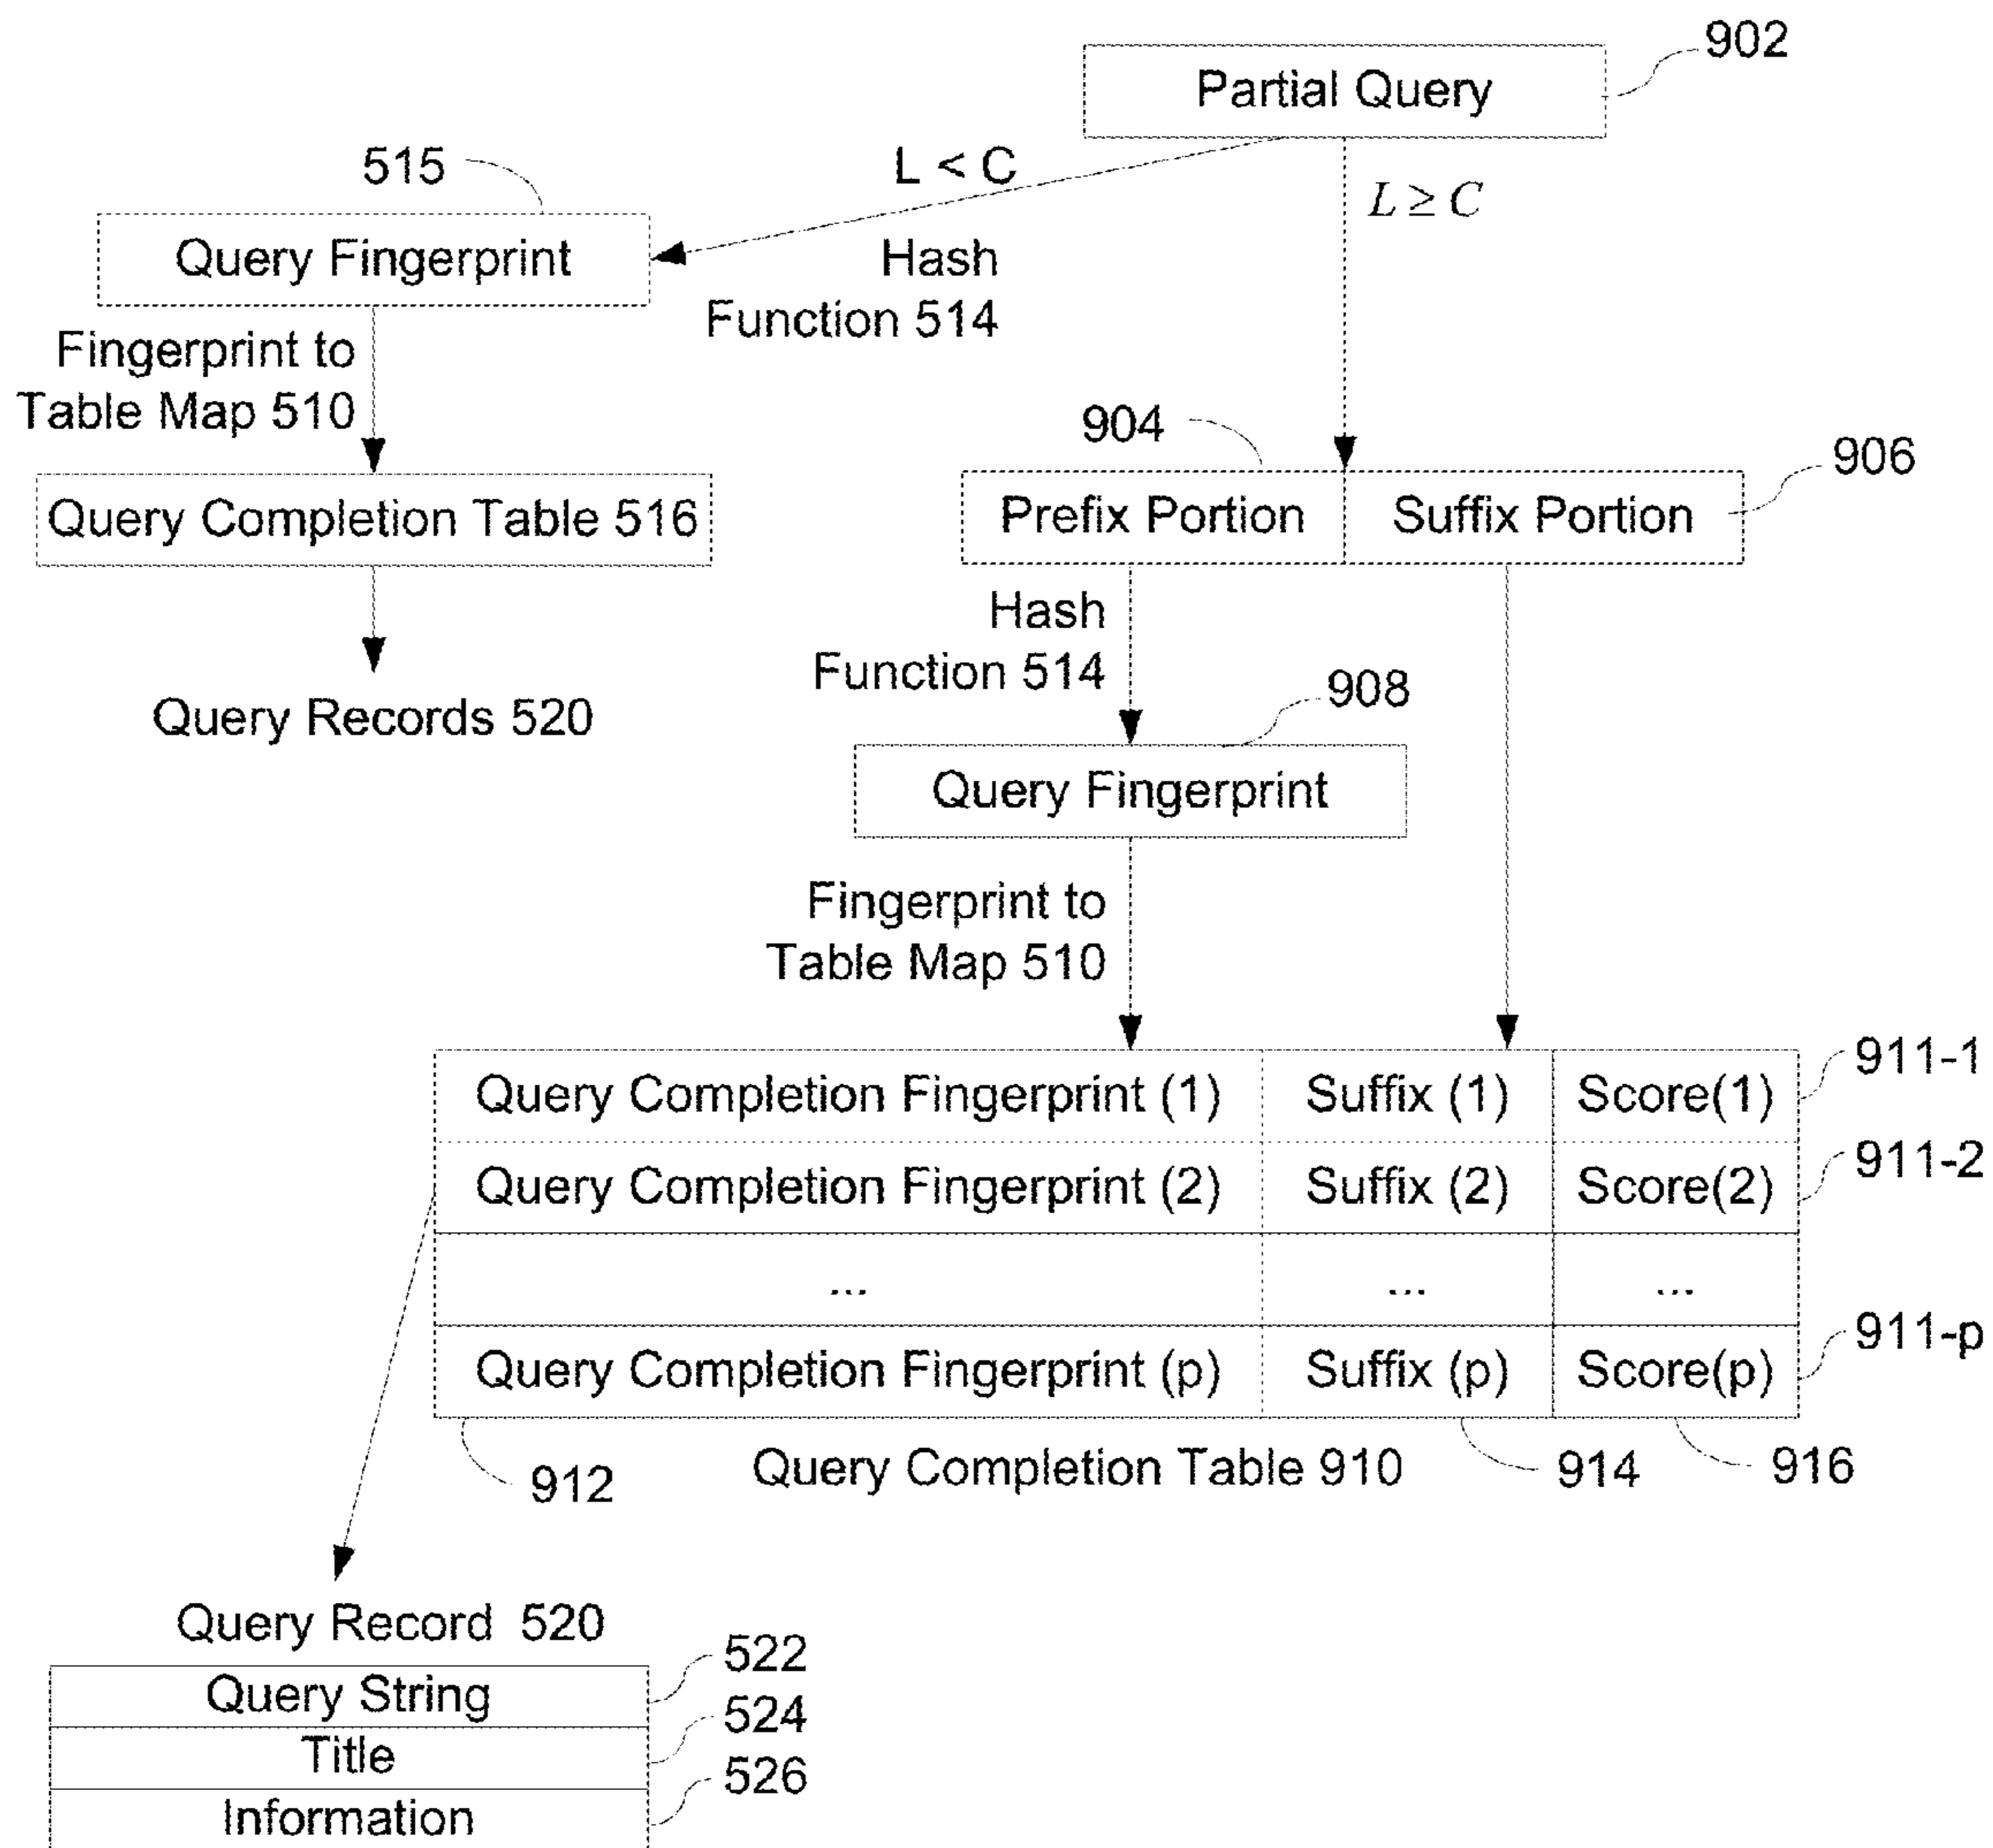 902
Partial Query
515
L < C
L ≥ C
Query Fingerprint
Hash
Function 514
Fingerprint to
Table Map 510
904
906
Query Completion Table 516
Prefix Portion
Suffix Portion
Hash
Function 514
Query Records 520
908
Query Fingerprint
Fingerprint to
Table Map 510
Query Completion Fingerprint (1) Suffix (1) Score(1) 911-1
Query Completion Fingerprint (2) Suffix (2) Score(2) 911-2
... ... ...
Query Completion Fingerprint (p) Suffix (p) Score(p) 911-p
912 Query Completion Table 910 914 916
Query Record 520
Query String 522
Title 524
Information 526